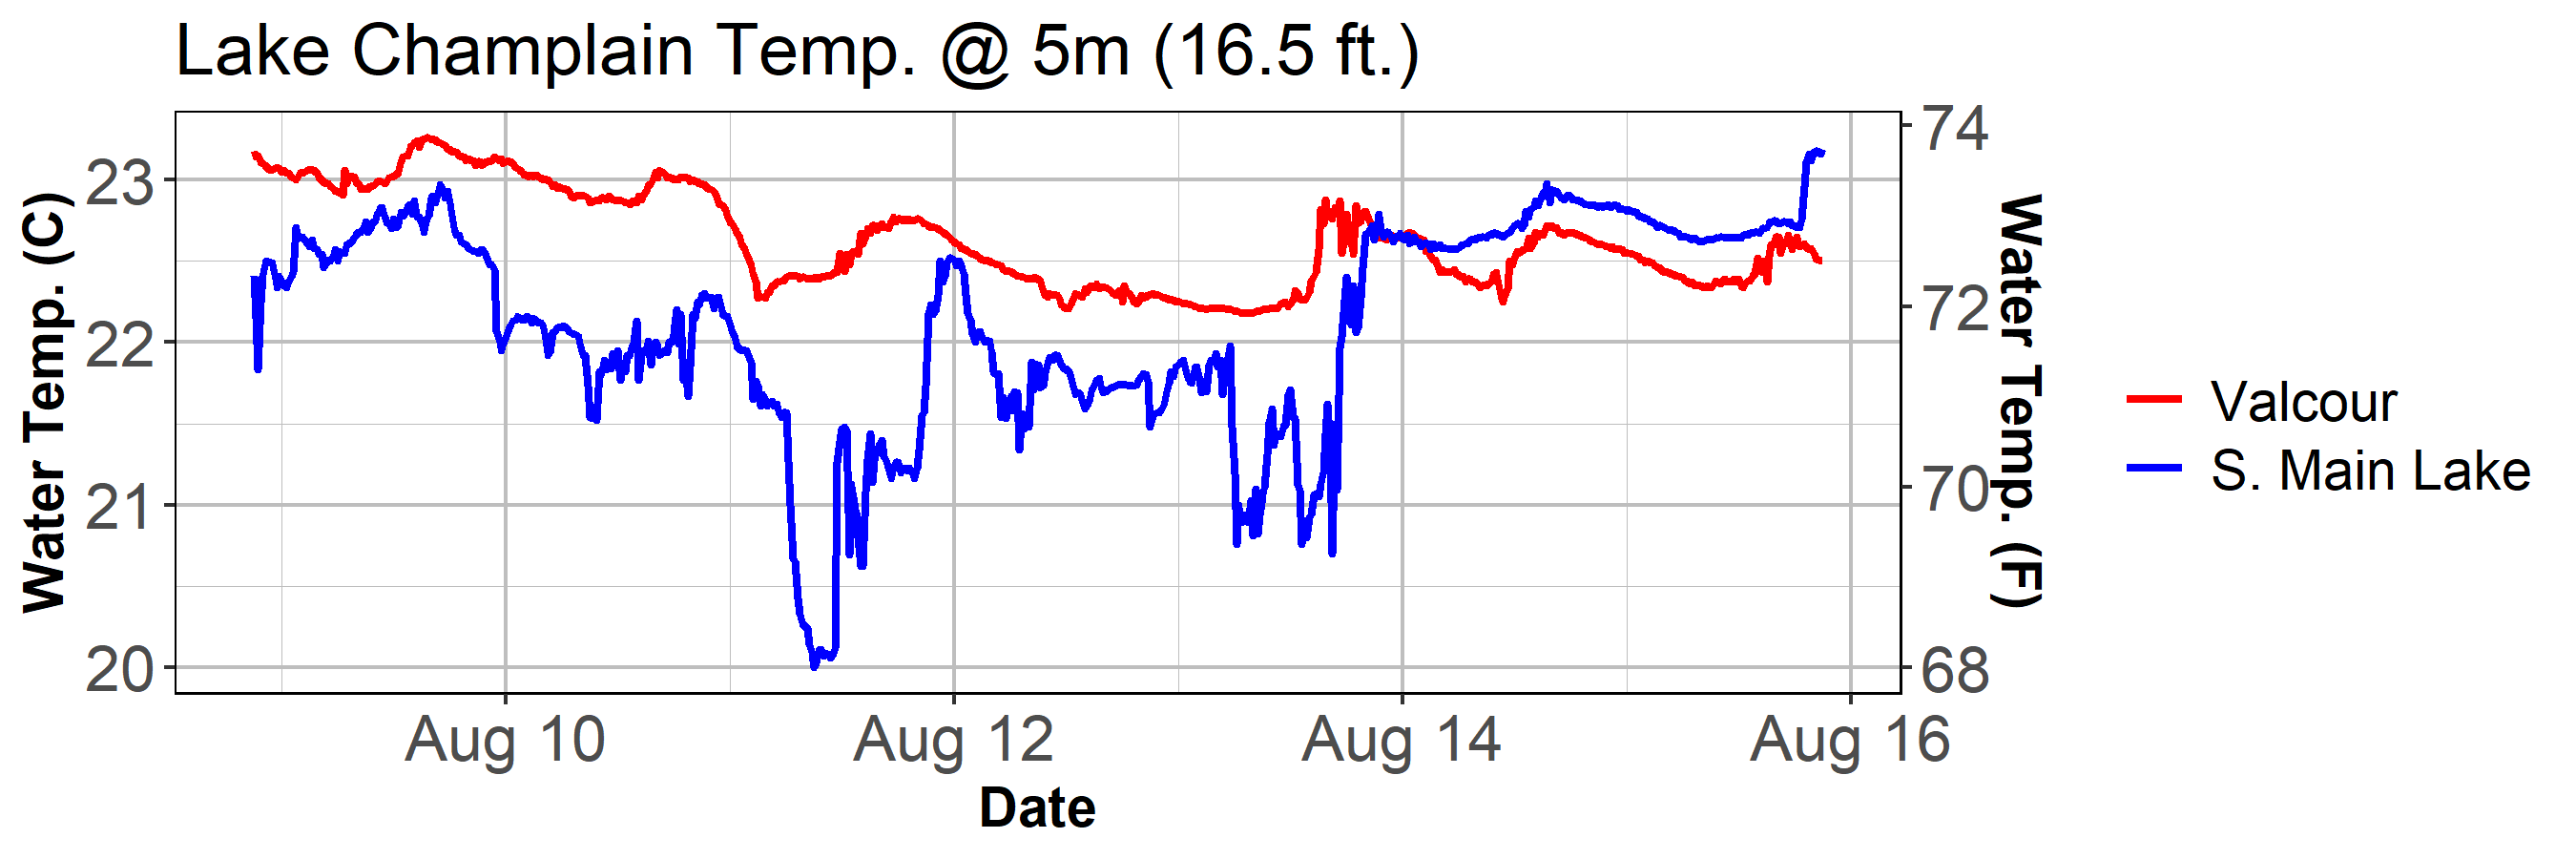 Lake Champlain Temp. @ 5m (16.5 ft.)
Water Temp. (C)
23
22
21
20
74
72
70
68
Water Temp. (F)
Aug 10
Aug 12
Aug 14
Aug 16
Date
Valcour
S. Main Lake